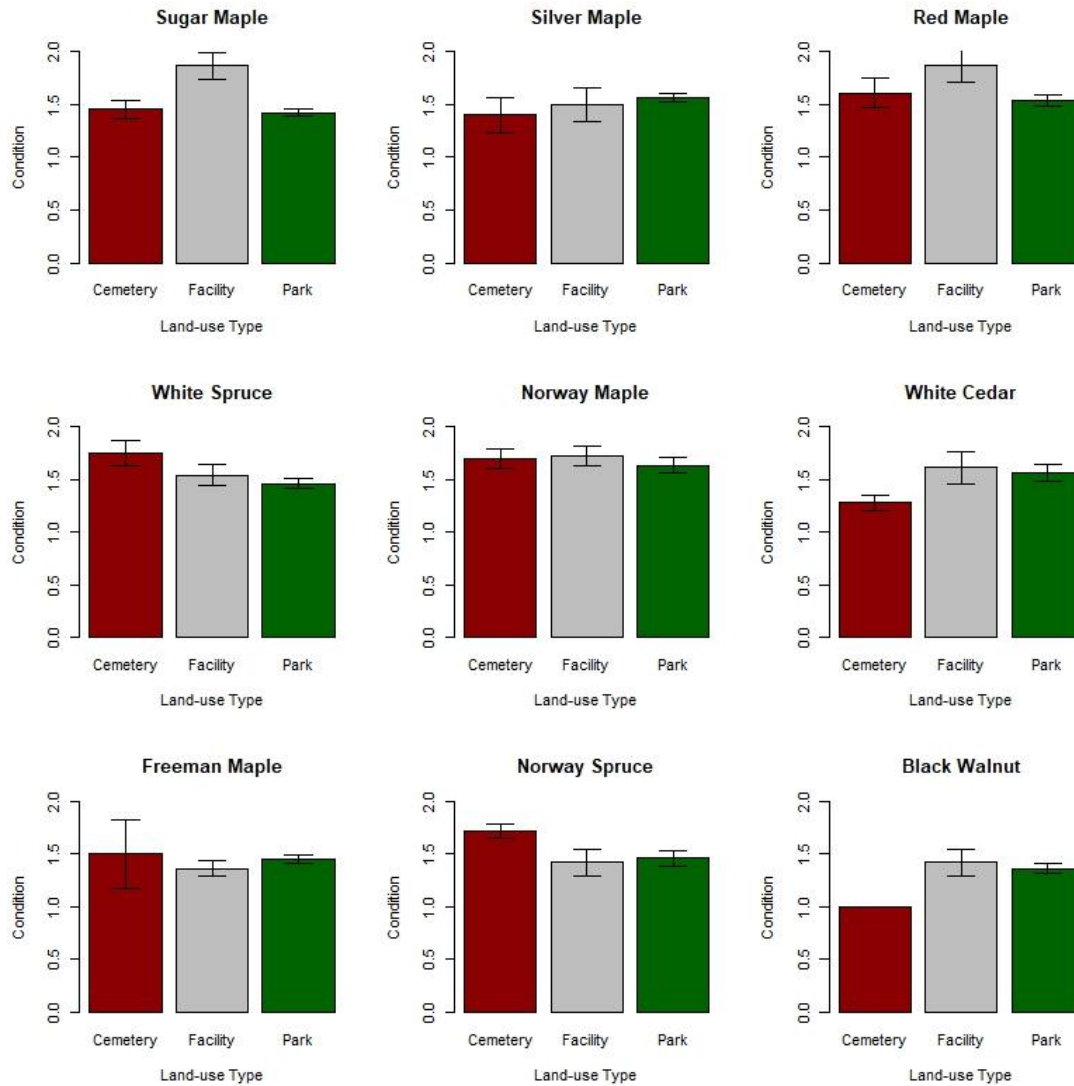 Sugar Maple
Condition
0.0 0.5 1.0 1.5 2.0
Cemetery Facility Park
Land-use Type
Silver Maple
Condition
0.0 0.5 1.0 1.5 2.0
Cemetery Facility Park
Land-use Type
Red Maple
Condition
0.0 0.5 1.0 1.5 2.0
Cemetery Facility Park
Land-use Type
White Spruce
Condition
0.0 0.5 1.0 1.5 2.0
Cemetery Facility Park
Land-use Type
Norway Maple
Condition
0.0 0.5 1.0 1.5 2.0
Cemetery Facility Park
Land-use Type
White Cedar
Condition
0.0 0.5 1.0 1.5 2.0
Cemetery Facility Park
Land-use Type
Freeman Maple
Condition
0.0 0.5 1.0 1.5 2.0
Cemetery Facility Park
Land-use Type
Norway Spruce
Condition
0.0 0.5 1.0 1.5 2.0
Cemetery Facility Park
Land-use Type
Black Walnut
Condition
0.0 0.5 1.0 1.5 2.0
Cemetery Facility Park
Land-use Type